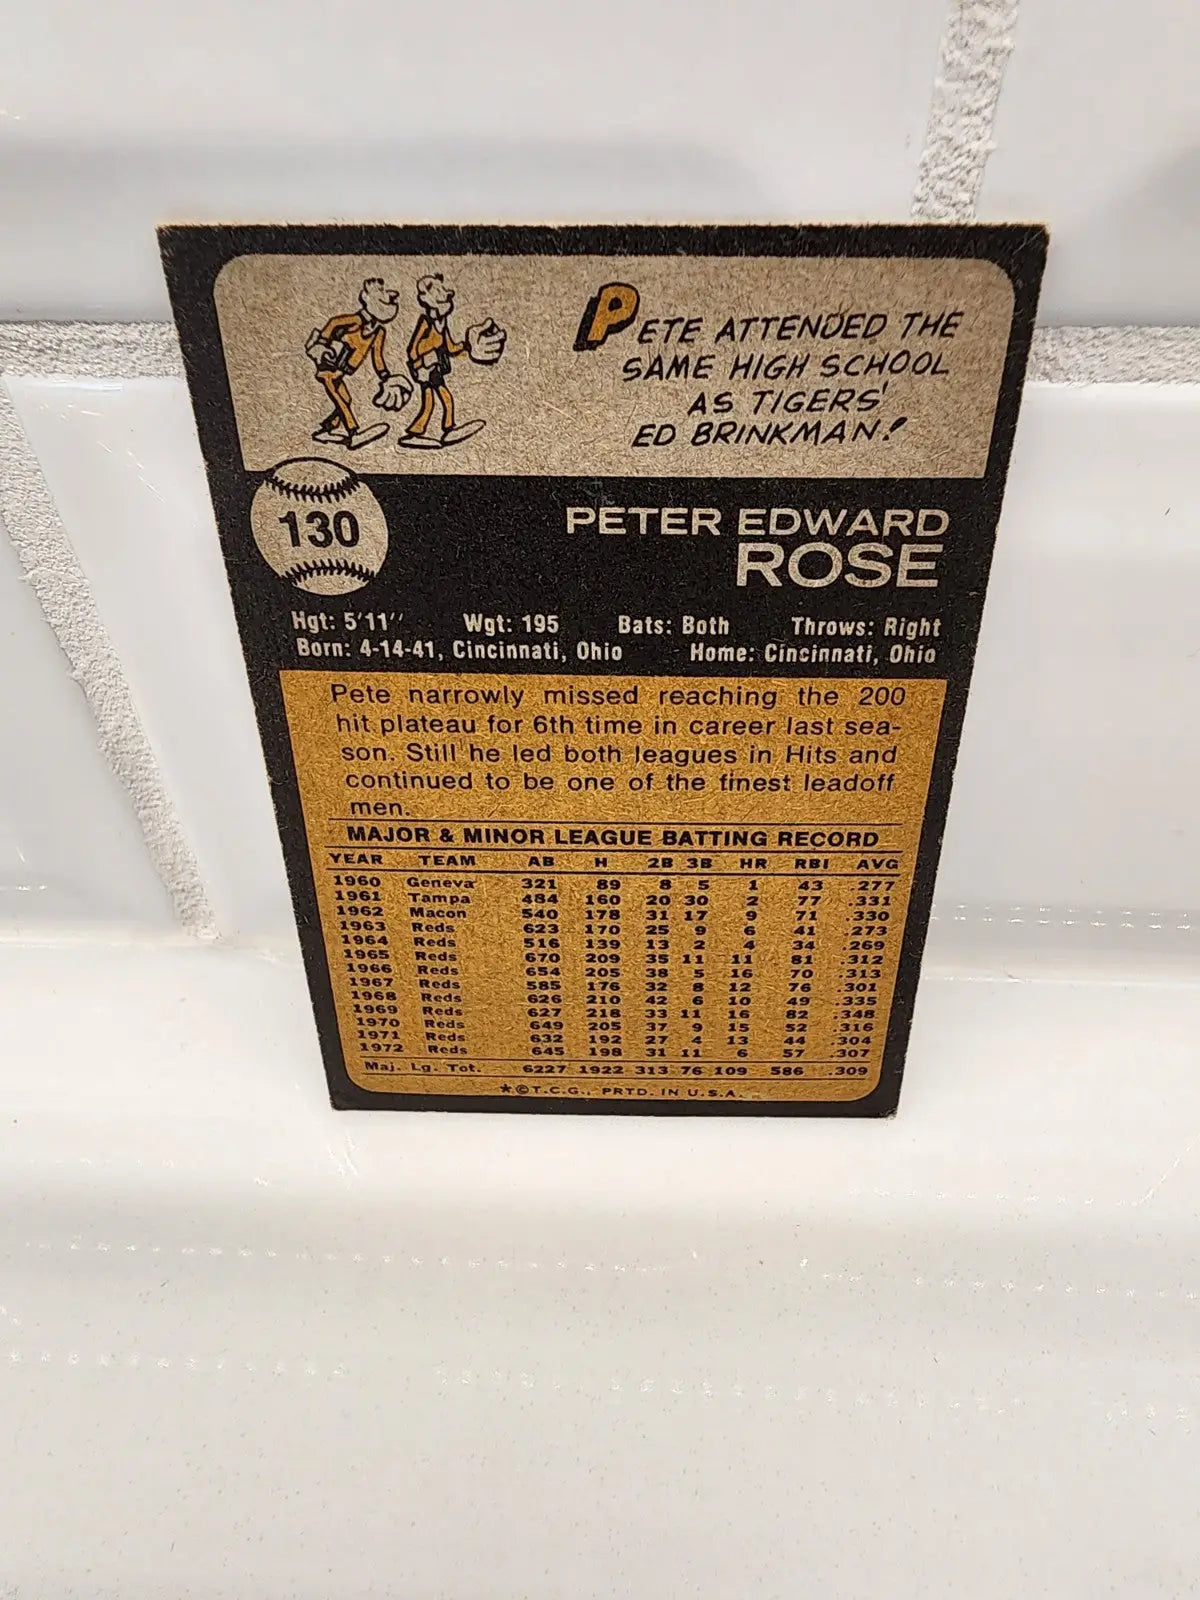 PETE ATTENDED THE
SAME HIGH SCHOOL
AS TIGERS'
ED BRINKMAN!
130
PETER EDWARD
ROSE
Hgt: 5'11'' Wgt: 195 Bats: Both Throws: Right
Born: 4-14-41, Cincinnati, Ohio Home: Cincinnati, Ohio
Pete narrowly missed reaching the 200
hit plateau for 6th time in career last sea-
son. Still he led both leagues in Hits and
continued to be one of the finest leadoff
men.
MAJOR & MINOR LEAGUE BATTING RECORD
YEAR TEAM AB H 2B 3B HR RBI AVG
1960 Geneva 321 89 8 5 1 43 .277
1961 Tampa 484 160 20 30 2 77 .331
1962 Macon 540 178 31 17 9 71 .330
1963 Reds 623 170 25 9 6 41 .273
1964 Reds 516 139 13 2 4 34 .269
1965 Reds 670 209 35 11 11 81 .312
1966 Reds 654 205 38 5 16 70 .313
1967 Reds 585 176 32 8 12 76 .301
1968 Reds 626 210 42 6 10 49 .335
1969 Reds 627 218 33 11 16 82 .348
1970 Reds 649 205 37 9 15 52 .316
1971 Reds 632 192 27 4 13 44 .304
1972 Reds 645 198 31 11 6 57 .307
Maj. Lg. Tot. 6227 1922 313 76 109 586 .309
*©T.C.G., PRTD. IN U.S.A.